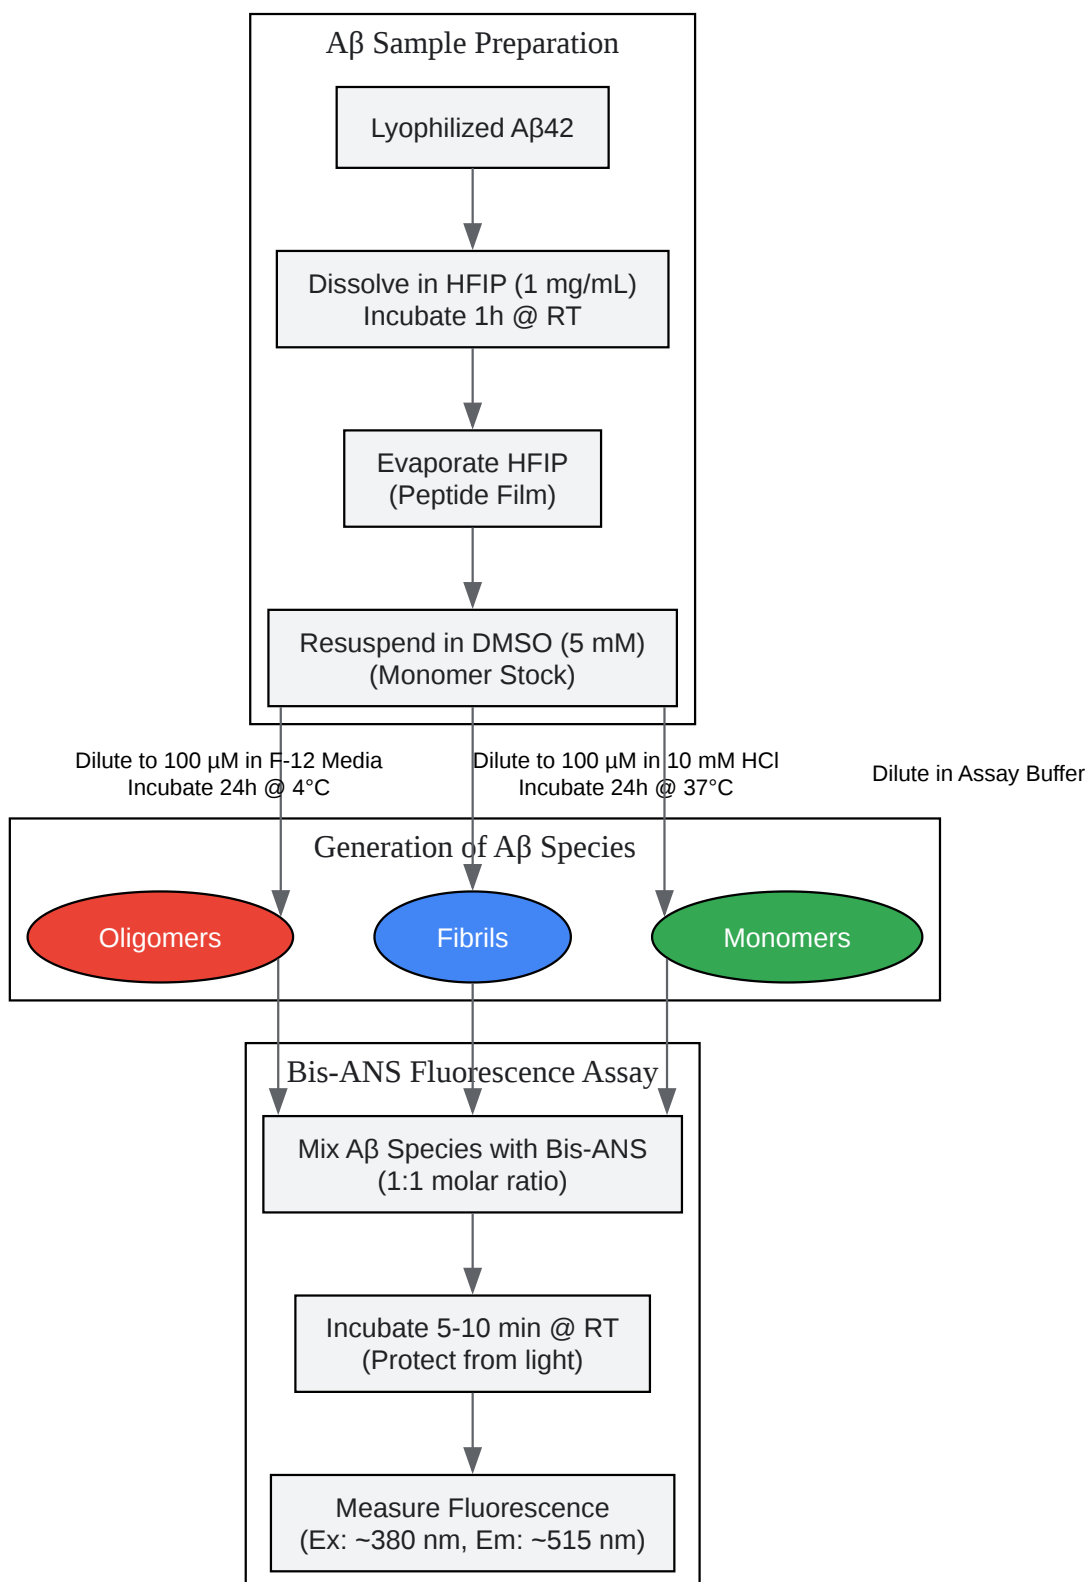 Aβ Sample Preparation
Lyophilized Aβ42
Dissolve in HFIP (1 mg/mL)
Incubate 1h @ RT
Evaporate HFIP
(Peptide Film)
Resuspend in DMSO (5 mM)
(Monomer Stock)
Dilute to 100 µM in F-12 Media
Incubate 24h @ 4°C
Dilute to 100 µM in 10 mM HCl
Incubate 24h @ 37°C
Dilute in Assay Buffer
Generation of Aβ Species
Oligomers
Fibrils
Monomers
Bis-ANS Fluorescence Assay
Mix Aβ Species with Bis-ANS
(1:1 molar ratio)
Incubate 5-10 min @ RT
(Protect from light)
Measure Fluorescence
(Ex: ~380 nm, Em: ~515 nm)